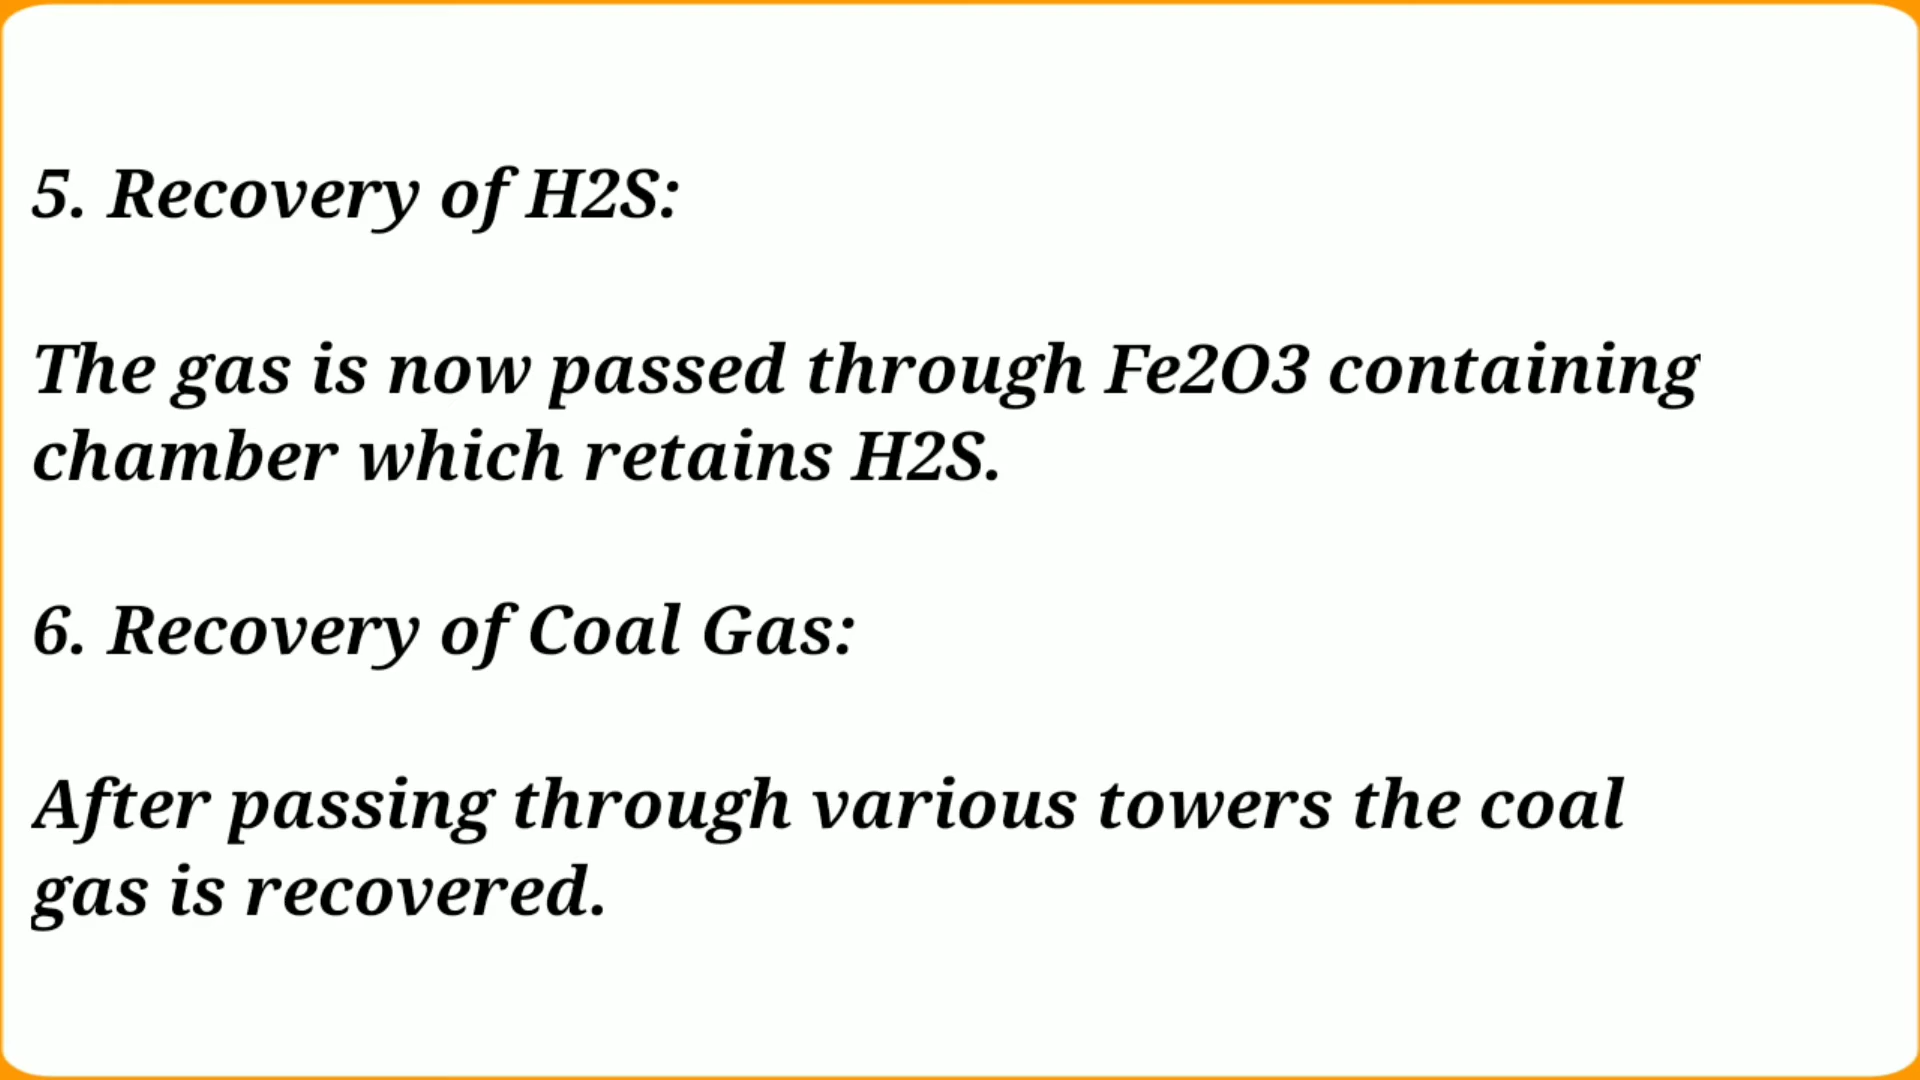 5. Recovery of H2S:
The gas is now passed through Fe2O3 containing
chamber which retains H2S.
6. Recovery of Coal Gas:
After passing through various towers the coal
gas is recovered.